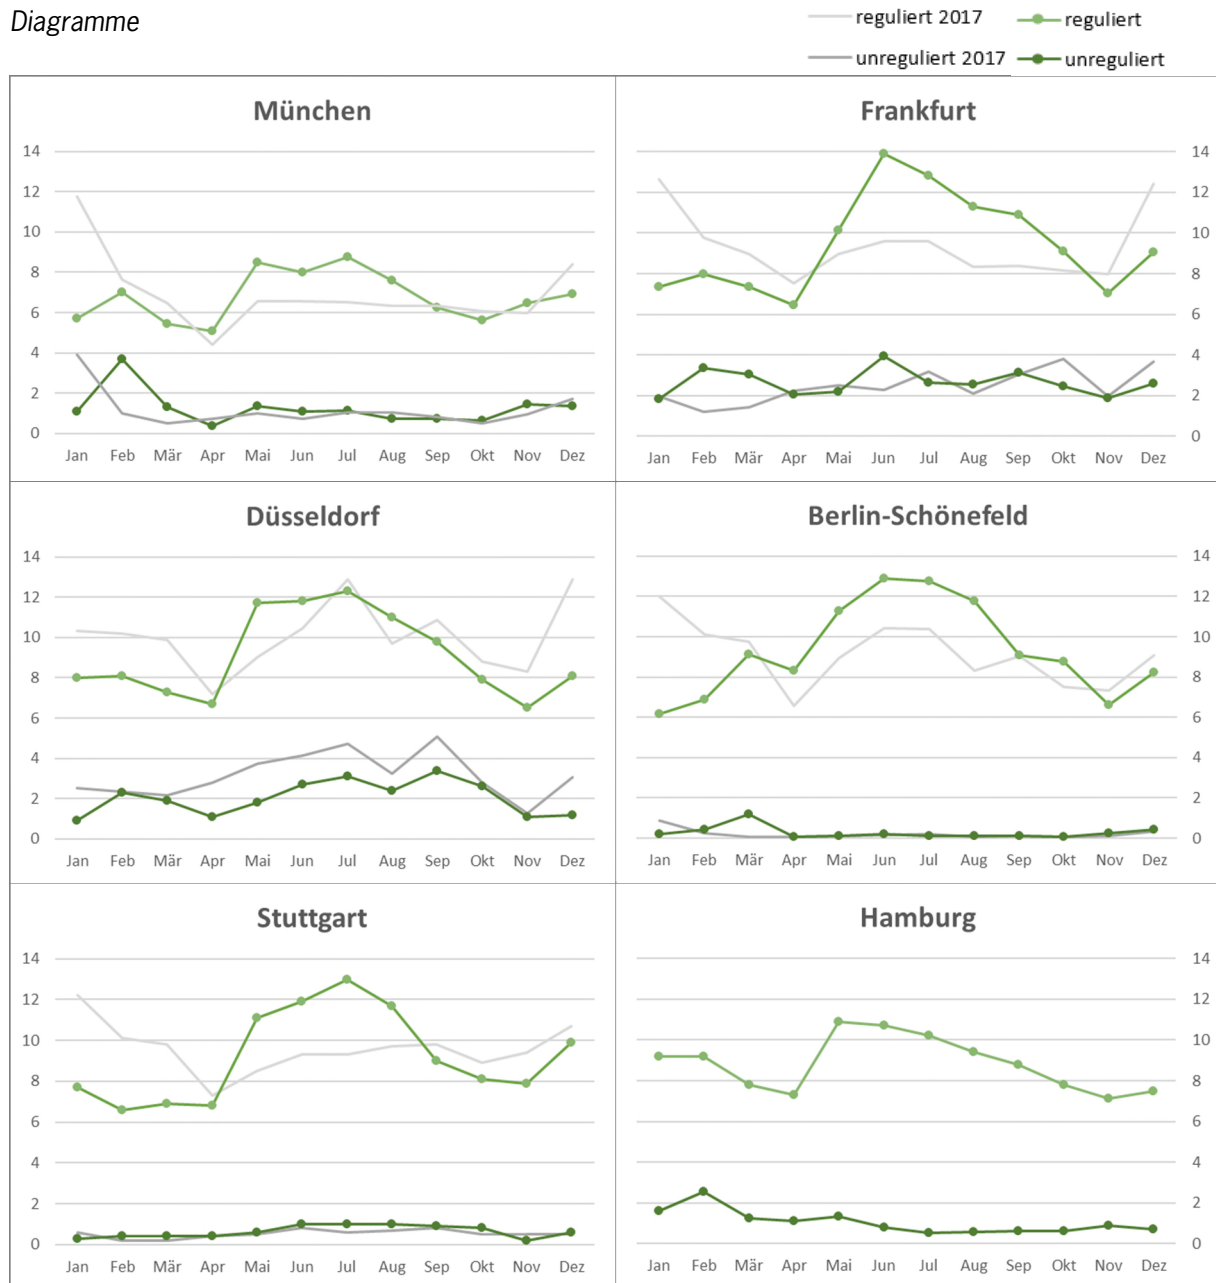 Diagramme
reguliert 2017
reguliert
unreguliert 2017
unreguliert
München
14
12
10
8
6
4
2
0
Jan Feb Mär Apr Mai Jun Jul Aug Sep Okt Nov Dez
Frankfurt
14
12
10
8
6
4
2
0
Jan Feb Mär Apr Mai Jun Jul Aug Sep Okt Nov Dez
Düsseldorf
14
12
10
8
6
4
2
0
Jan Feb Mär Apr Mai Jun Jul Aug Sep Okt Nov Dez
Berlin-Schönefeld
14
12
10
8
6
4
2
0
Jan Feb Mär Apr Mai Jun Jul Aug Sep Okt Nov Dez
Stuttgart
14
12
10
8
6
4
2
0
Jan Feb Mär Apr Mai Jun Jul Aug Sep Okt Nov Dez
Hamburg
14
12
10
8
6
4
2
0
Jan Feb Mär Apr Mai Jun Jul Aug Sep Okt Nov Dez